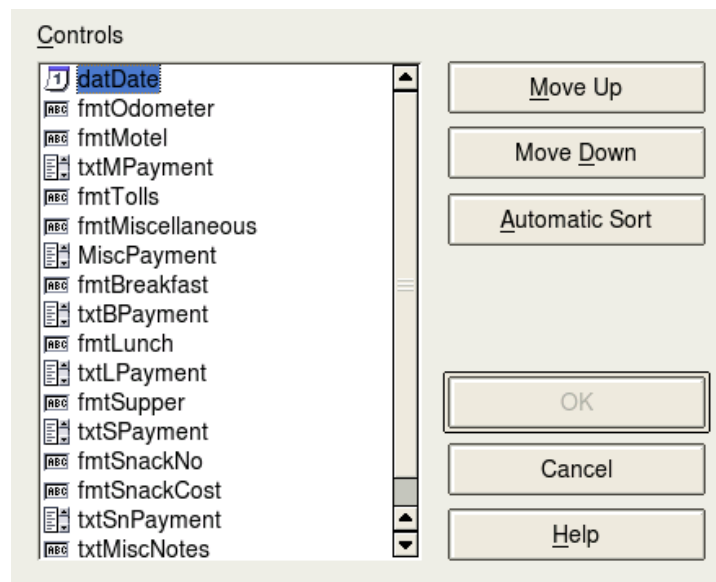 Controls
datDate
fmtOdometer
fmtMotel
txtMPayment
fmtTolls
fmtMiscellaneous
MiscPayment
fmtBreakfast
txtBPayment
fmtLunch
txtLPayment
fmtSupper
txtSPayment
fmtSnackNo
fmtSnackCost
txtSnPayment
txtMiscNotes
Move Up
Move Down
Automatic Sort
OK
Cancel
Help